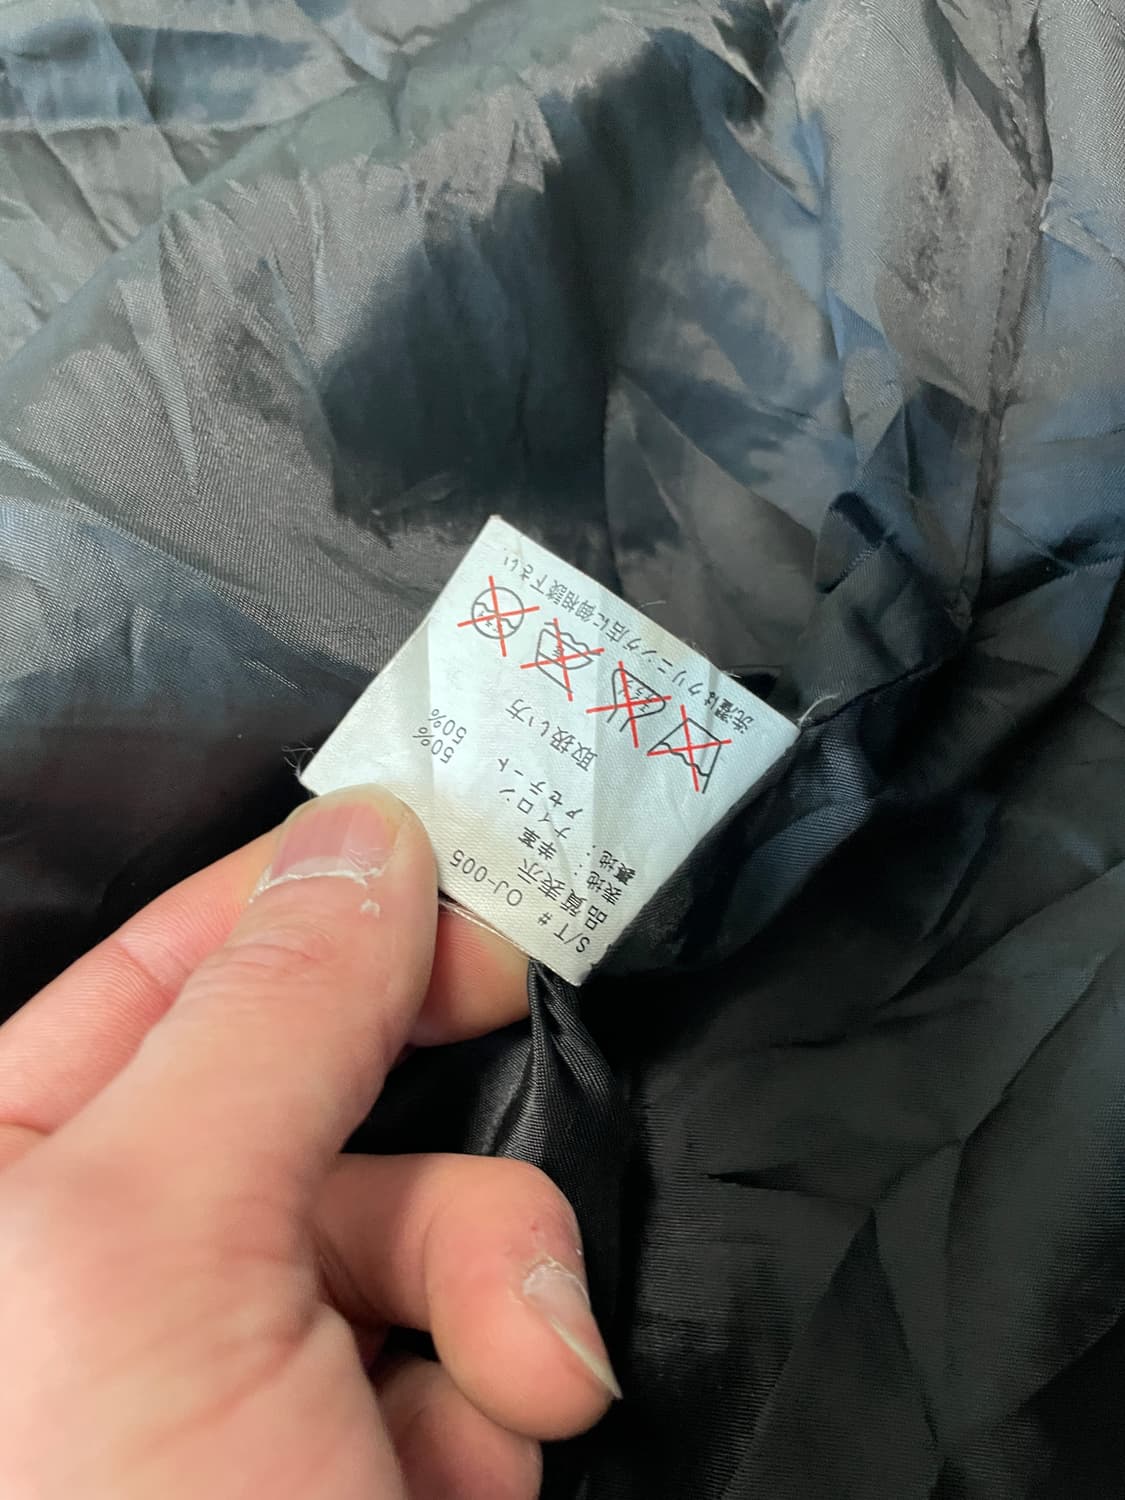 S/T # OJ-005
品質表示
表地: 羊革
裏地: ナイロン 50%
アセテート 50%
取扱い方
洗濯はクリニング店に御相談下さい.